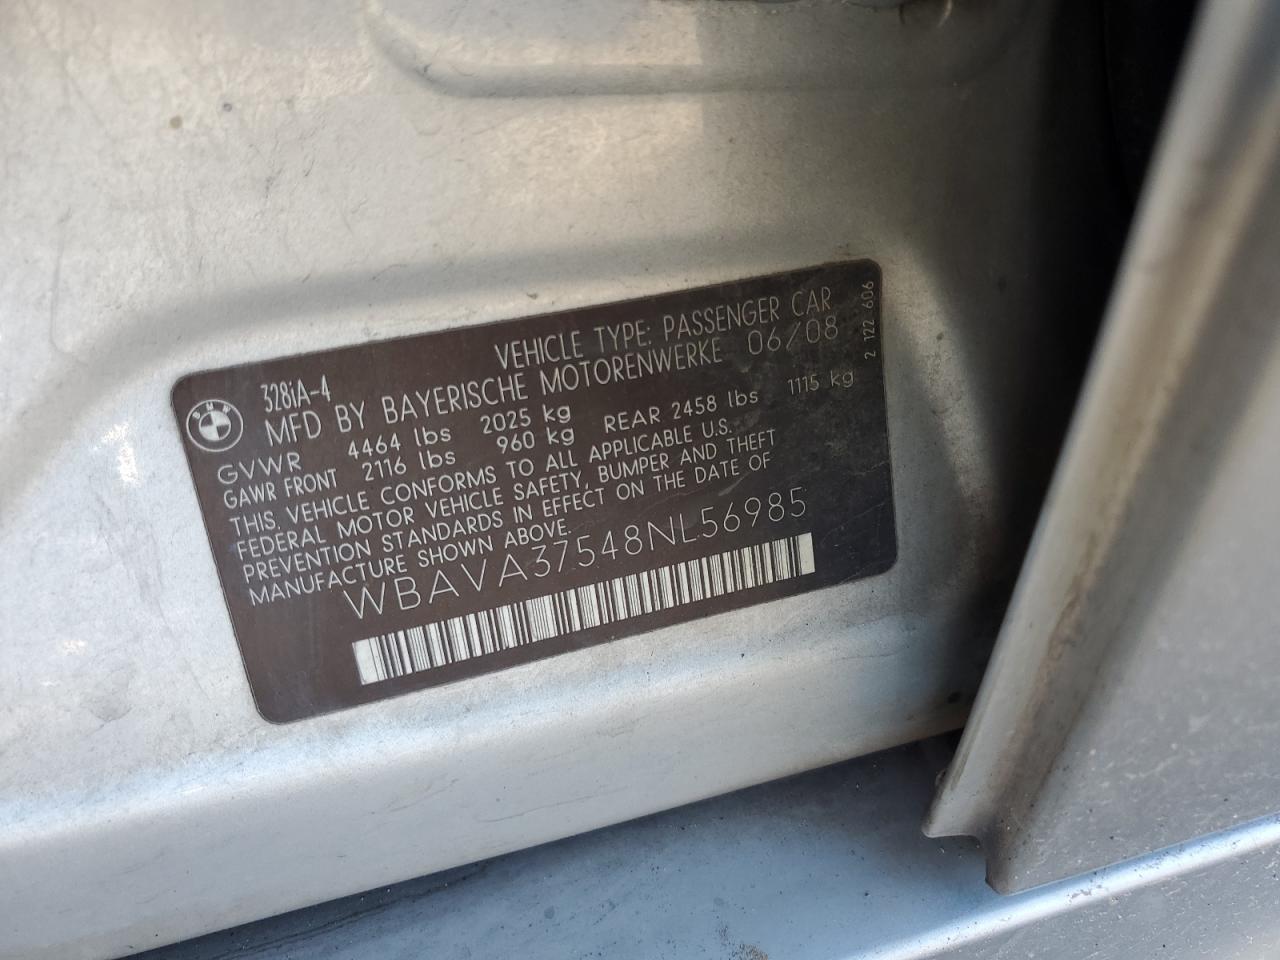 BMW
328iA-4
VEHICLE TYPE: PASSENGER CAR
MFD BY BAYERISCHE MOTORENWERKE 06/08
GVWR 4464 lbs 2025 kg
GAWR FRONT 2116 lbs 960 kg REAR 2458 lbs 1115 kg
THIS VEHICLE CONFORMS TO ALL APPLICABLE U.S.
FEDERAL MOTOR VEHICLE SAFETY, BUMPER AND THEFT
PREVENTION STANDARDS IN EFFECT ON THE DATE OF
MANUFACTURE SHOWN ABOVE.
WBAVA37548NL56985
2 122 606